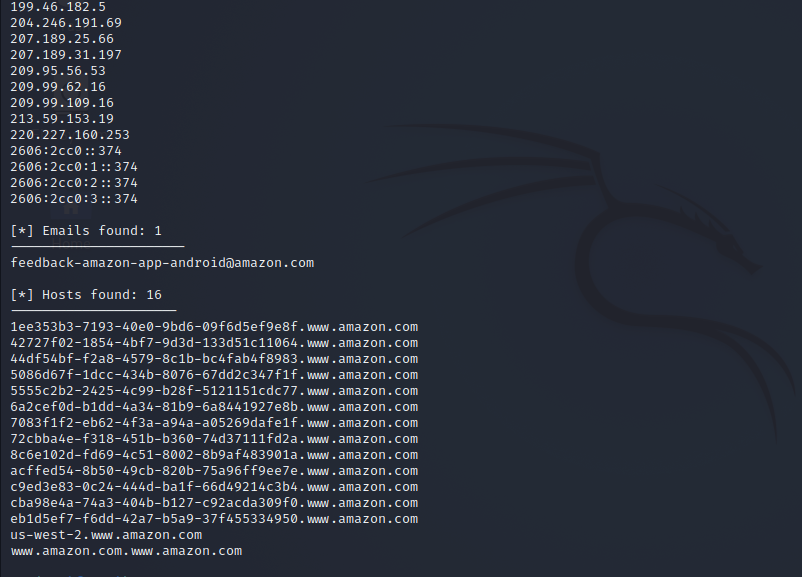 199.46.182.5
204.246.191.69
207.189.25.66
207.189.31.197
209.95.56.53
209.99.62.16
209.99.109.16
213.59.153.19
220.227.160.253
2606:2cc0::374
2606:2cc0:1::374
2606:2cc0:2::374
2606:2cc0:3::374
[*] Emails found: 1
feedback-amazon-app-android@amazon.com
[*] Hosts found: 16
1ee353b3-7193-40e0-9bd6-09f6d5ef9e8f.www.amazon.com
42727f02-1854-4bf7-9d3d-133d51c11064.www.amazon.com
44df54bf-f2a8-4579-8c1b-bc4fab4f8983.www.amazon.com
5086d67f-1dcc-434b-8076-67dd2c347f1f.www.amazon.com
5555c2b2-2425-4c99-b28f-5121151cdc77.www.amazon.com
6a2cef0d-b1dd-4a34-81b9-6a8441927e8b.www.amazon.com
7083f1f2-eb62-4f3a-a94a-a05269dafe1f.www.amazon.com
72cbba4e-f318-451b-b360-74d37111fd2a.www.amazon.com
8c6e102d-fd69-4c51-8002-8b9af483901a.www.amazon.com
acffed54-8b50-49cb-820b-75a96ff9ee7e.www.amazon.com
c9ed3e83-0c24-444d-ba1f-66d49214c3b4.www.amazon.com
cba98e4a-74a3-404b-b127-c92acda309f0.www.amazon.com
eb1d5ef7-f6dd-42a7-b5a9-37f455334950.www.amazon.com
us-west-2.www.amazon.com
www.amazon.com.www.amazon.com